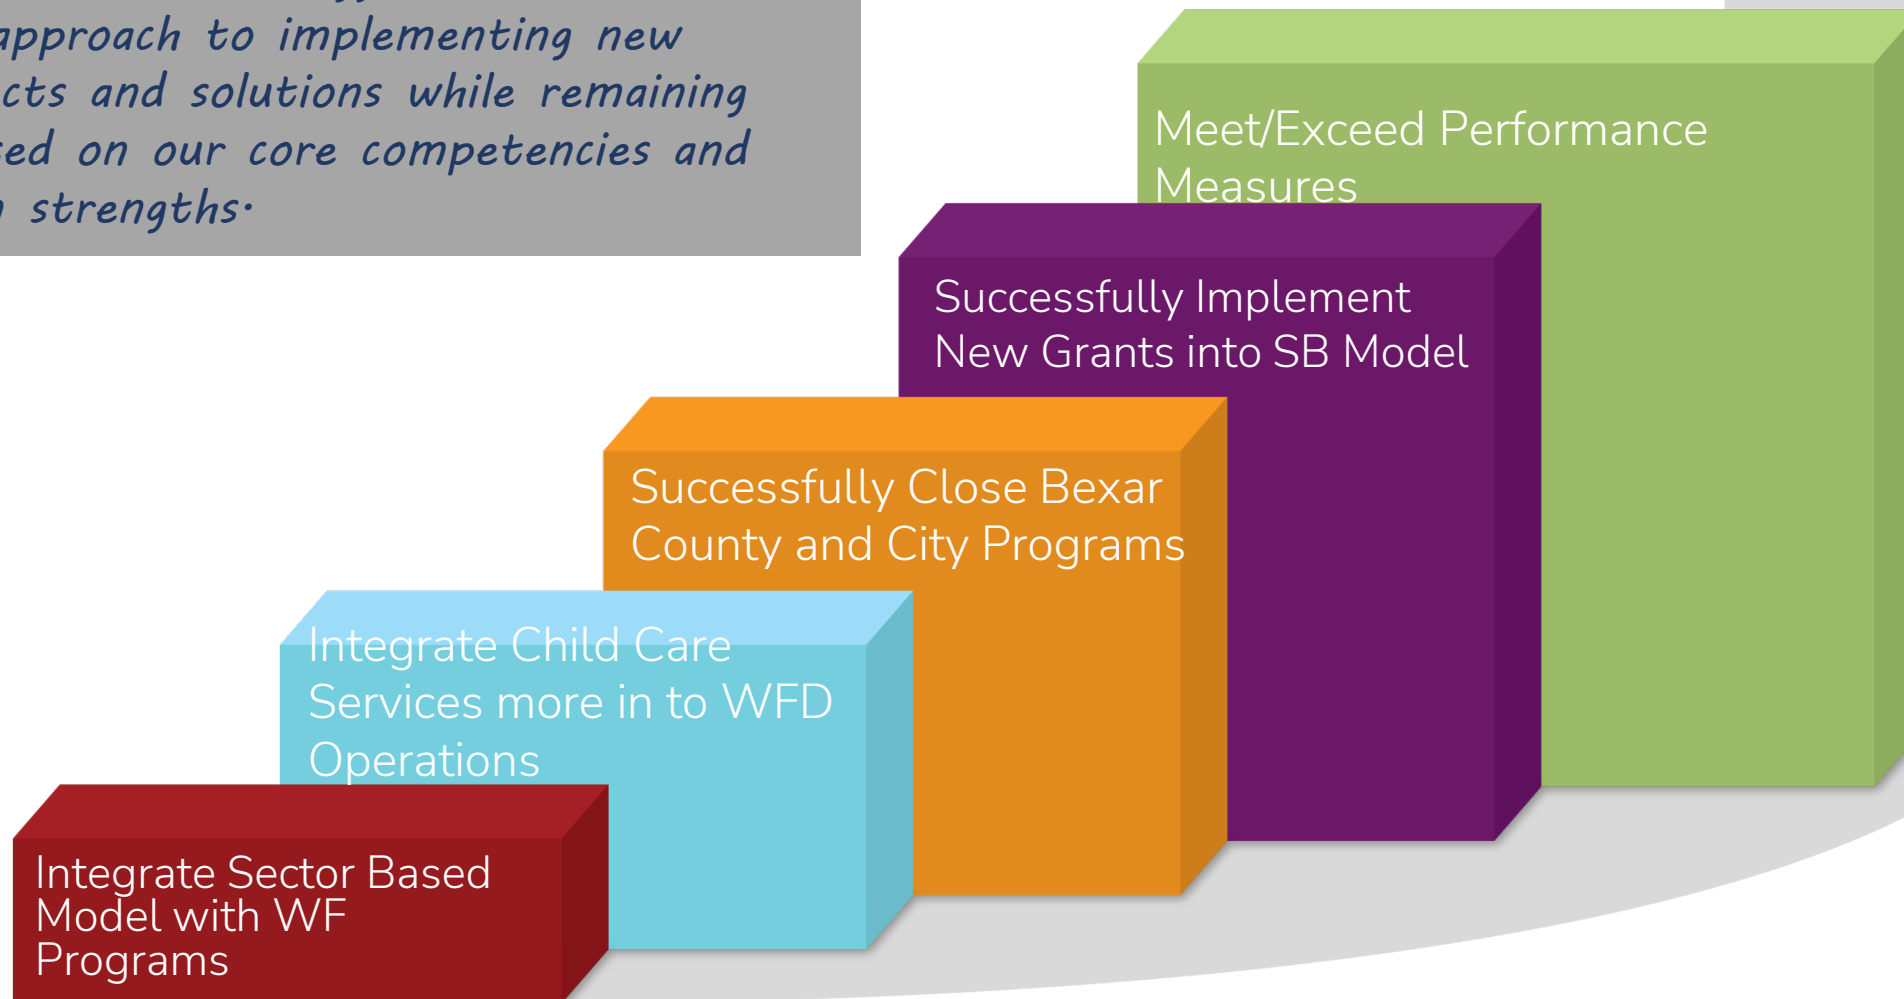 approach to implementing new
and solutions while remaining
on our core competencies and
strengths.
Meet/Exceed Performance
Measures
Successfully Implement
New Grants into SB Model
Successfully Close Bexar
County and City Programs
Integrate Child Care
Services more in to WFD
Operations
Integrate Sector Based
Model with WF
Programs